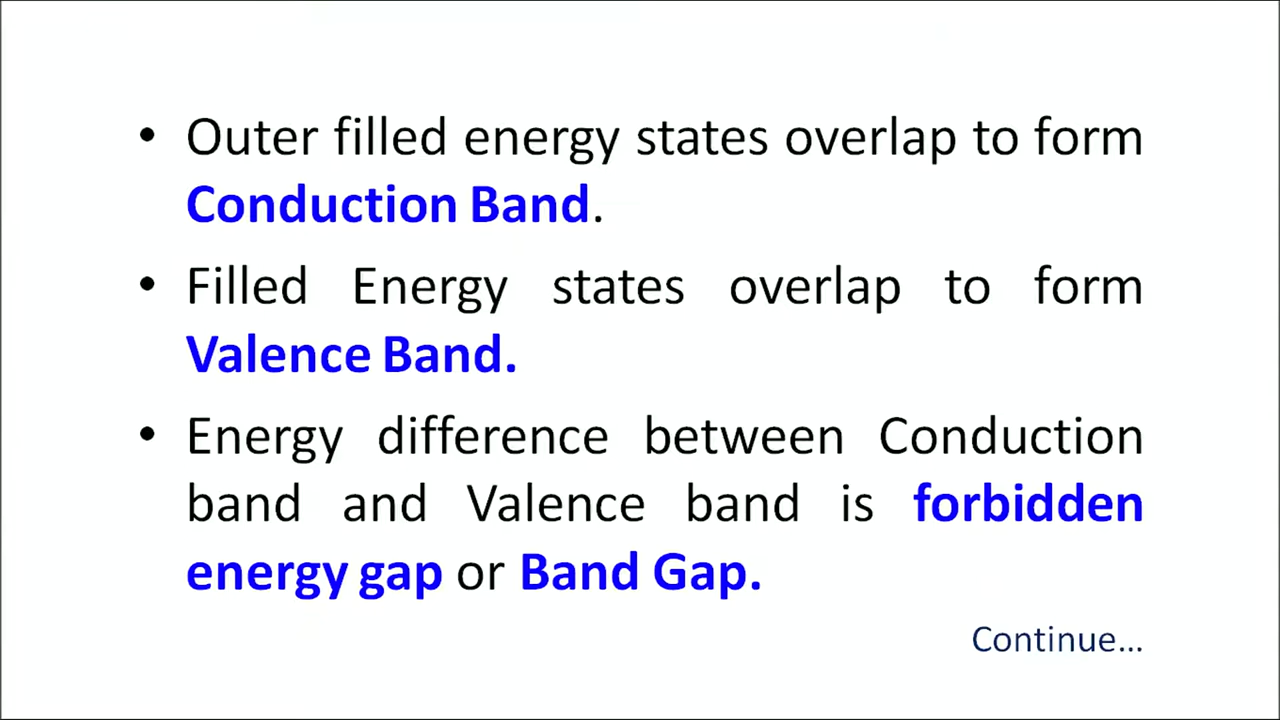 • Outer filled energy states overlap to form
Conduction Band.
• Filled Energy states overlap to form
Valence Band.
• Energy difference between Conduction
band and Valence band is forbidden
energy gap or Band Gap.
Continue...